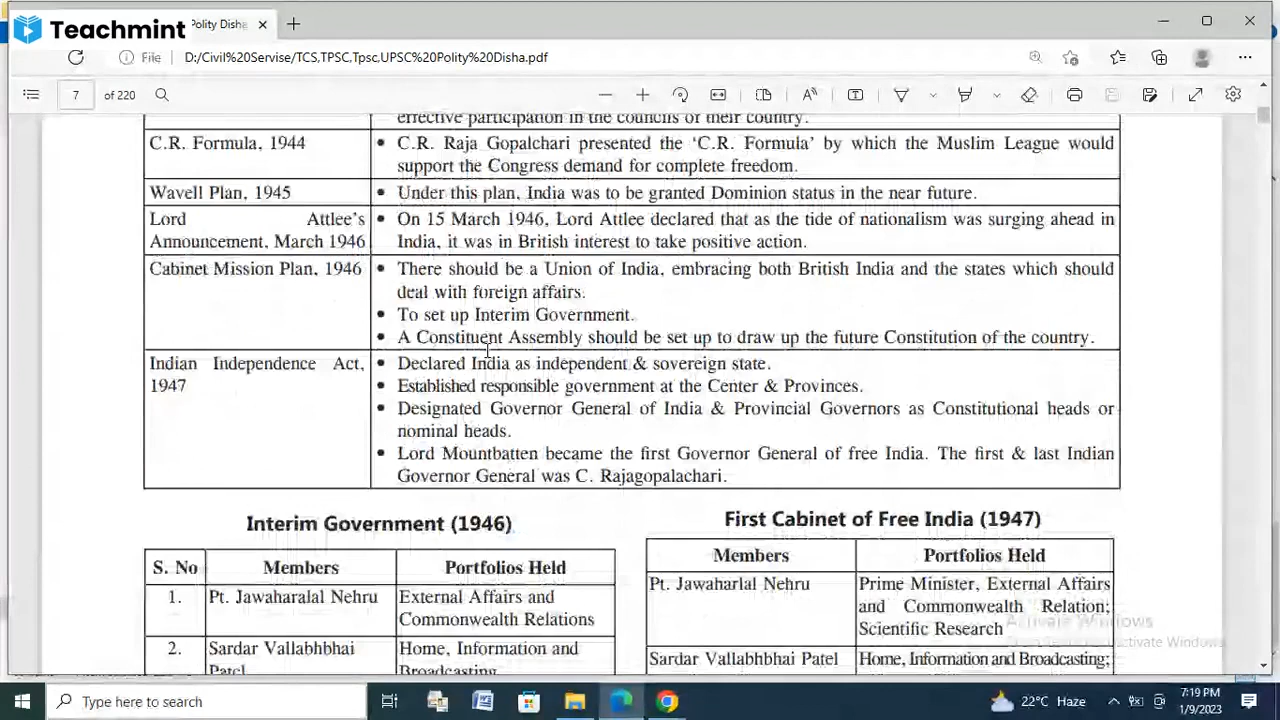 Teachmint
Polity Disha
File D:/Civil%20Servise/TCS,TPSC,Tpsc,UPSC%20Polity%20Disha.pdf
7 of 220
effective participation in the councils of their country.
C.R. Formula, 1944
• C.R. Raja Gopalchari presented the ‘C.R. Formula’ by which the Muslim League would
support the Congress demand for complete freedom.
Wavell Plan, 1945
• Under this plan, India was to be granted Dominion status in the near future.
Lord Attlee’s
Announcement, March 1946
• On 15 March 1946, Lord Attlee declared that as the tide of nationalism was surging ahead in
India, it was in British interest to take positive action.
Cabinet Mission Plan, 1946
• There should be a Union of India, embracing both British India and the states which should
deal with foreign affairs.
• To set up Interim Government.
• A Constituent Assembly should be set up to draw up the future Constitution of the country.
Indian Independence Act,
1947
• Declared India as independent & sovereign state.
• Established responsible government at the Center & Provinces.
• Designated Governor General of India & Provincial Governors as Constitutional heads or
nominal heads.
• Lord Mountbatten became the first Governor General of free India. The first & last Indian
Governor General was C. Rajagopalachari.
Interim Government (1946)
S. No Members Portfolios Held
1. Pt. Jawaharalal Nehru External Affairs and
Commonwealth Relations
2. Sardar Vallabhbhai Home, Information and
Patel Broadcasting
First Cabinet of Free India (1947)
Members Portfolios Held
Pt. Jawaharlal Nehru Prime Minister, External Affairs
and Commonwealth Relation;
Scientific Research
Sardar Vallabhbhai Patel Home, Information and Broadcasting;
Activate Windows
Type here to search
22°C Haze
7:19 PM
1/9/2023